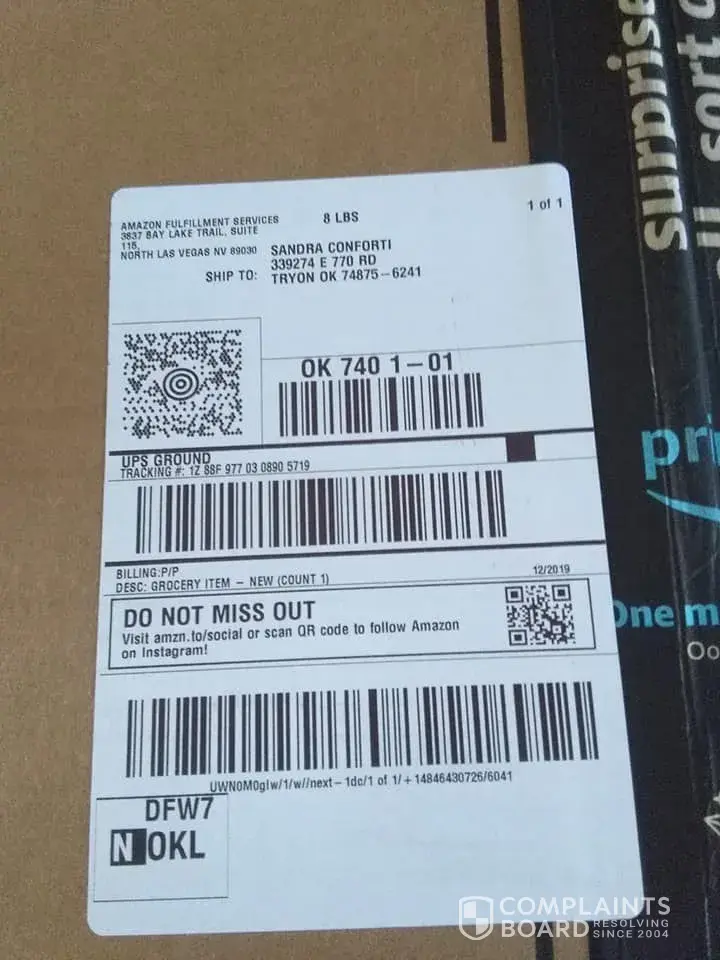 surprise
sort
1 of 1
AMAZON FULFILLMENT SERVICES
3837 BAY LAKE TRAIL, SUITE
115,
NORTH LAS VEGAS NV 89030
8 LBS
SHIP TO:
SANDRA CONFORTI
339274 E 770 RD
TRYON OK 74875-6241
OK 740 1-01
UPS GROUND
TRACKING #: 1Z 88F 977 03 0890 5719
BILLING:P/P
DESC: GROCERY ITEM - NEW (COUNT 1)
12/2019
DO NOT MISS OUT
Visit amzn.to/social or scan QR code to follow Amazon
on Instagram!
UWN0M0glw/1/w//next-1dc/1 of 1/+14846430726/6041
DFW7
N OKL
pri
One m
Oo
COMPLAINTS
BOARD
RESOLVING
SINCE 2004